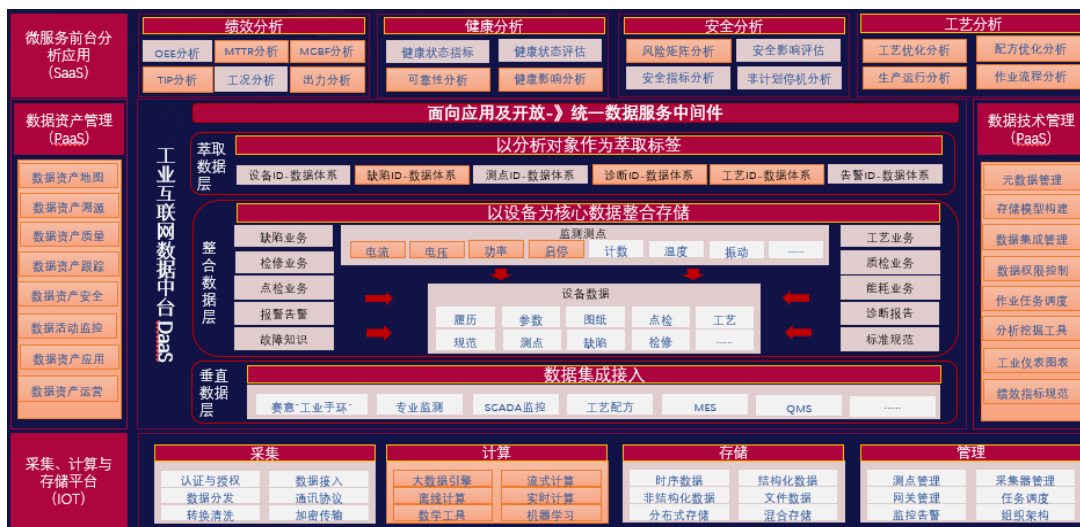 微服务前台分
析应用
（SaaS）
绩效分析
OEE分析
MTTR分析
MCBF分析
TIP分析
工况分析
出力分析
健康分析
健康状态指标
健康状态评估
可靠性分析
健康影响分析
安全分析
风险矩阵分析
安全影响评估
安全指标分析
非计划停机分析
工艺分析
工艺优化分析
配方优化分析
生产运行分析
作业流程分析
数据资产管理
（PaaS）
数据资产地图
数据资产溯源
数据资产质量
数据资产跟踪
数据资产安全
数据活动监控
数据资产应用
数据资产运营
工业互联网数据中台 DaaS
面向应用及开放-》统一数据服务中间件
萃取
数据
层
以分析对象作为萃取标签
设备ID-数据体系
缺陷ID-数据体系
测点ID-数据体系
诊断ID-数据体系
工艺ID-数据体系
告警ID-数据体系
整合数据层
以设备为核心数据整合存储
缺陷业务
检修业务
点检业务
报警告警
故障知识
监测测点
电流
电压
功率
启停
计数
温度
振动
......
设备数据
履历
参数
图纸
点检
工艺
规范
测点
缺陷
检修
......
工艺业务
质检业务
能耗业务
诊断报告
标准规范
垂直
数据
层
数据集成接入
赛意“工业手环”
专业监测
SCADA监控
工艺配方
MES
QMS
......
数据技术管理
（PaaS）
元数据管理
存储模型构建
数据集成管理
数据权限控制
作业任务调度
分析挖掘工具
工业仪表图表
绩效指标规范
采集、计算与
存储平台
（IOT）
采集
认证与授权
数据接入
数据分发
通讯协议
转换清洗
加密传输
计算
大数据引擎
流式计算
离线计算
实时计算
数学工具
机器学习
存储
时序数据
结构化数据
非结构化数据
文件数据
分布式存储
混合存储
管理
测点管理
采集器管理
网关管理
任务调度
监控告警
组织架构